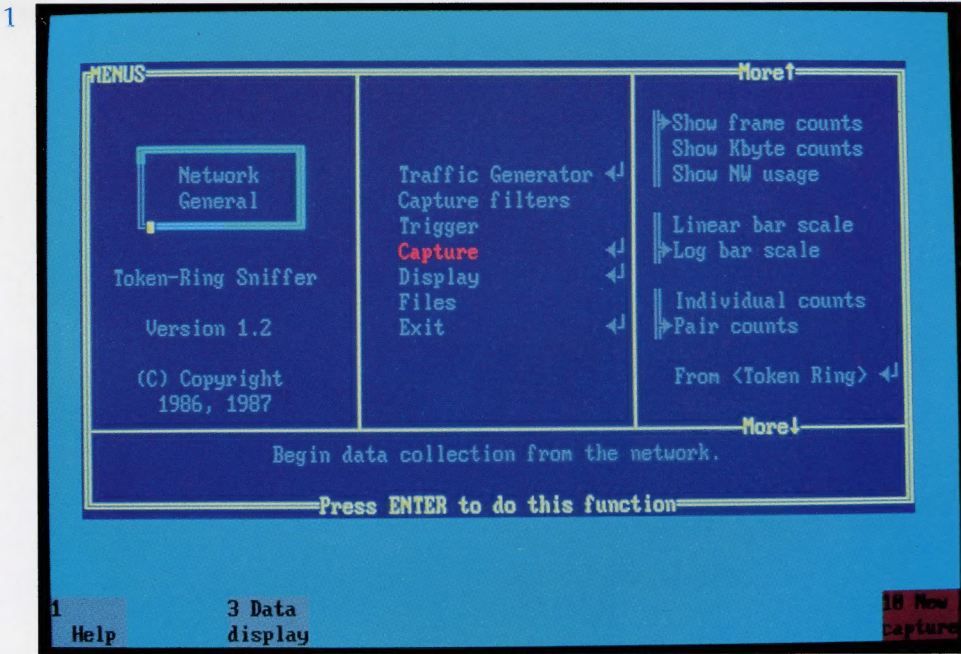 1
MENUS
More↑
Network
General
Token-Ring Sniffer
Version 1.2
(C) Copyright
1986, 1987
Traffic Generator ↵
Capture filters
Trigger
Capture ↵
Display ↵
Files
Exit ↵
Show frame counts
Show Kbyte counts
Show NW usage
Linear bar scale
Log bar scale
Individual counts
Pair counts
From <Token Ring> ↵
More↓
Begin data collection from the network.
Press ENTER to do this function
1
Help
3 Data
display
10 New
capture